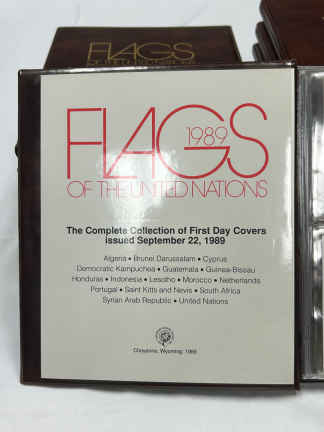 FLAGS
FLAGS
1989
OF THE UNITED NATIONS
The Complete Collection of First Day Covers
issued September 22, 1989
Algeria • Brunei Darussalam • Cyprus
Democratic Kampuchea • Guatemala • Guinea-Bissau
Honduras • Indonesia • Lesotho • Morocco • Netherlands
Portugal • Saint Kitts and Nevis • South Africa
Syrian Arab Republic • United Nations
Cheyenne, Wyoming 1989